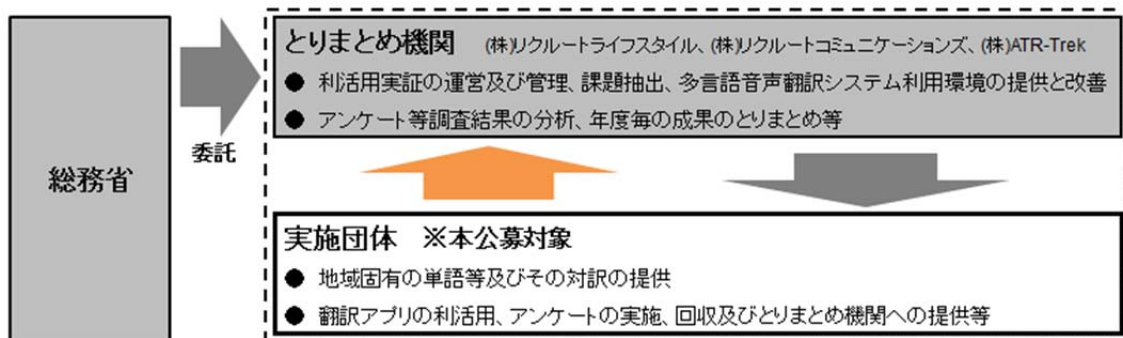 総務省
委託
とりまとめ機関 (株)リクルートライフスタイル、(株)リクルートコミュニケーションズ、(株)ATR-Trek
● 利活用実証の運営及び管理、課題抽出、多言語音声翻訳システム利用環境の提供と改善
● アンケート等調査結果の分析、年度毎の成果のとりまとめ等
実施団体 ※本公募対象
● 地域固有の単語等及びその対訳の提供
● 翻訳アプリの利活用、アンケートの実施、回収及びとりまとめ機関への提供等